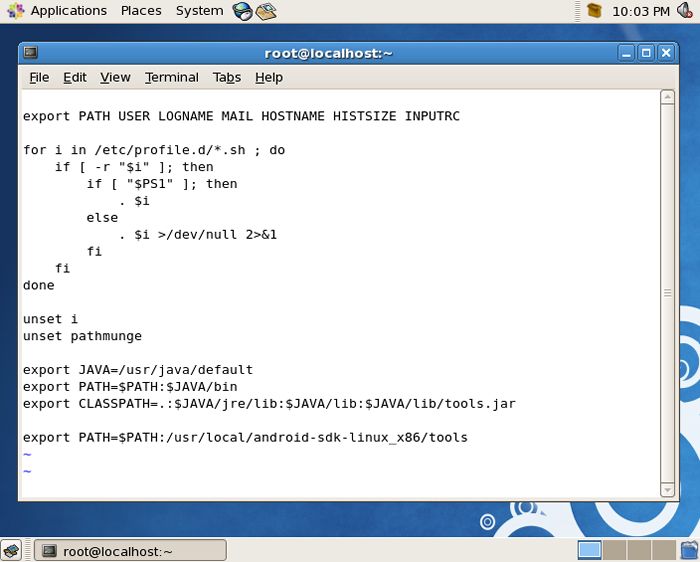 Applications Places System 10:03 PM
root@localhost:~
File Edit View Terminal Tabs Help
export PATH USER LOGNAME MAIL HOSTNAME HISTSIZE INPUTRC
for i in /etc/profile.d/*.sh ; do
    if [ -r "$i" ]; then
        if [ "$PS1" ]; then
            . $i
        else
            . $i >/dev/null 2>&1
        fi
    fi
done
unset i
unset pathmunge
export JAVA=/usr/java/default
export PATH=$PATH:$JAVA/bin
export CLASSPATH=.:$JAVA/jre/lib:$JAVA/lib:$JAVA/lib/tools.jar
export PATH=$PATH:/usr/local/android-sdk-linux_x86/tools
~
~
root@localhost:~